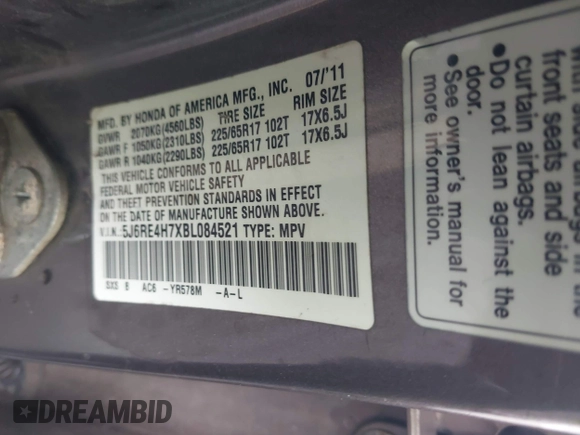 MFD. BY HONDA OF AMERICA MFG., INC. 07/'11
TIRE SIZE RIM SIZE
GVWR 2070KG(4560LBS)
GAWR F 1050KG(2310LBS) 225/65R17 102T 17X6.5J
GAWR R 1040KG(2290LBS) 225/65R17 102T 17X6.5J
THIS VEHICLE CONFORMS TO ALL APPLICABLE
FEDERAL MOTOR VEHICLE SAFETY
AND THEFT PREVENTION STANDARDS IN EFFECT
ON THE DATE OF MANUFACTURE SHOWN ABOVE.
V.I.N. 5J6RE4H7XBL084521 TYPE: MPV
SXS B AC6 -YR578M -A-L
front seats and side
curtain airbags.
• Do not lean against the
door.
• See owner's manual for
more information.
DREAMBID